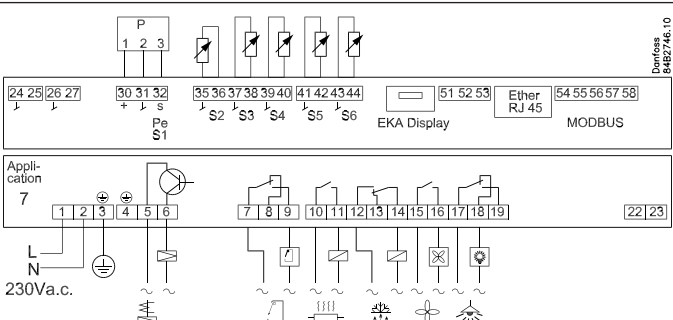 P
1 2 3
Danfoss
84B2746.10
24 25 26 27 30 31 32 35 36 37 38 39 40 41 42 43 44 51 52 53 Ether RJ 45 54 55 56 57 58
+ s S2 S3 S4 S5 S6 EKA Display MODBUS
Pe
S1
Appli-
cation
7
1 2 3 4 5 6 7 8 9 10 11 12 13 14 15 16 17 18 19 22 23
L
N
230Va.c.